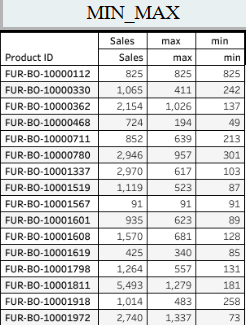 MIN_MAX
Sales max min
Product ID Sales max min
FUR-BO-10000112 825 825 825
FUR-BO-10000330 1,065 411 242
FUR-BO-10000362 2,154 1,026 137
FUR-BO-10000468 724 194 49
FUR-BO-10000711 852 639 213
FUR-BO-10000780 2,946 957 301
FUR-BO-10001337 2,970 617 103
FUR-BO-10001519 1,119 523 87
FUR-BO-10001567 91 91 91
FUR-BO-10001601 935 623 89
FUR-BO-10001608 1,570 681 128
FUR-BO-10001619 425 340 85
FUR-BO-10001798 1,264 557 131
FUR-BO-10001811 5,493 1,279 181
FUR-BO-10001918 1,014 483 258
FUR-BO-10001972 2,740 1,337 73